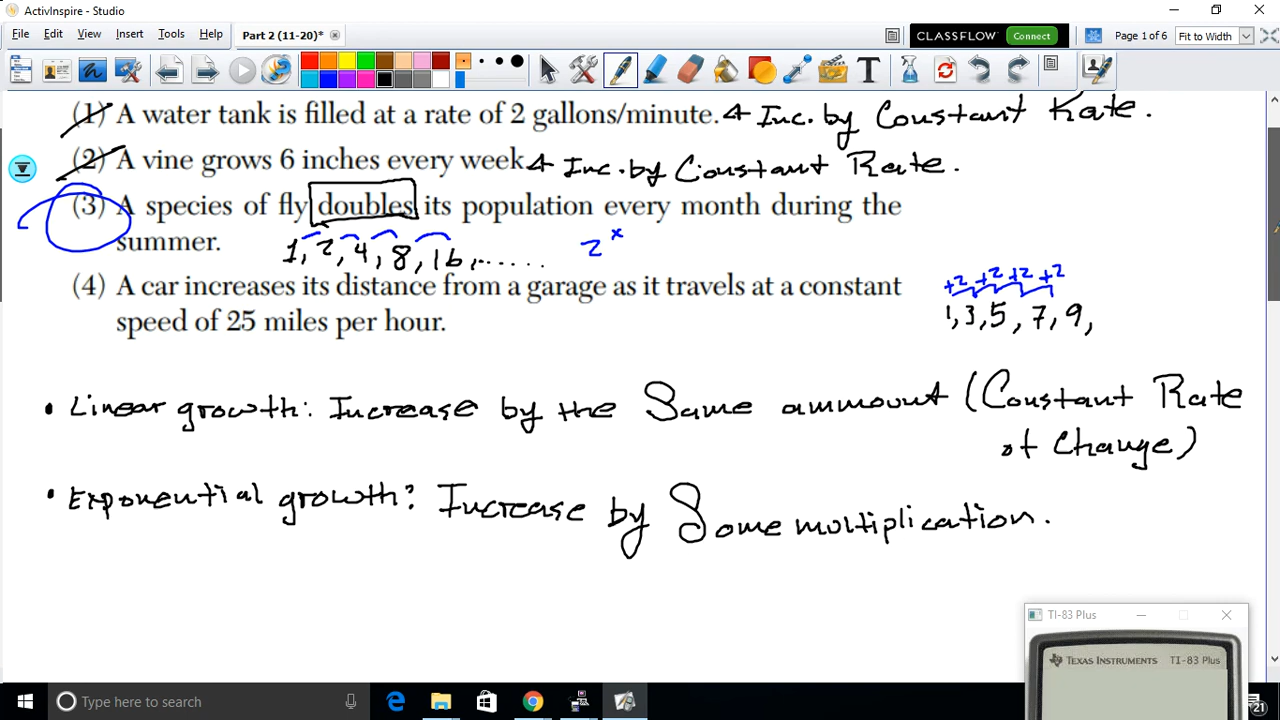 ActivInspire - Studio
File Edit View Insert Tools Help Part 2 (11-20)* CLASSFLOW Connect Page 1 of 6 Fit to Width
(1) A water tank is filled at a rate of 2 gallons/minute. Inc. by Constant Rate.
(2) A vine grows 6 inches every week Inc. by Constant Rate.
(3) A species of fly doubles its population every month during the
summer. 1, 2, 4, 8, 16, ...... 2^x
(4) A car increases its distance from a garage as it travels at a constant
speed of 25 miles per hour.
+2 +2 +2 +2
1, 3, 5, 7, 9,
• Linear growth: Increase by the Same ammount (Constant Rate
of Change)
• Exponential growth: Increase by Some multiplication.
TI-83 Plus
TEXAS INSTRUMENTS TI-83 Plus
Type here to search 21